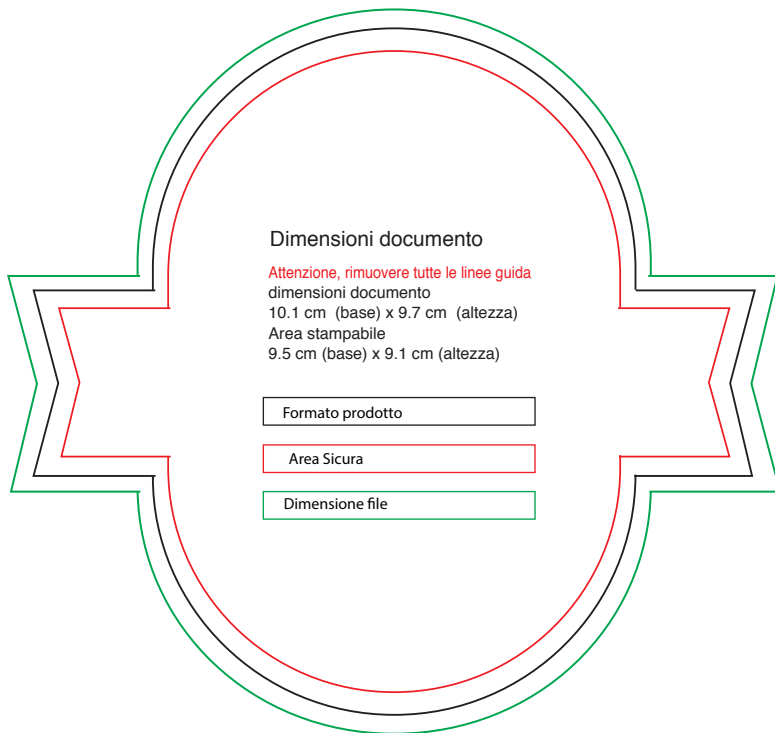 Dimensioni documento
Attenzione, rimuovere tutte le linee guida
dimensioni documento
10.1 cm (base) x 9.7 cm (altezza)
Area stampabile
9.5 cm (base) x 9.1 cm (altezza)
Formato prodotto
Area Sicura
Dimensione file